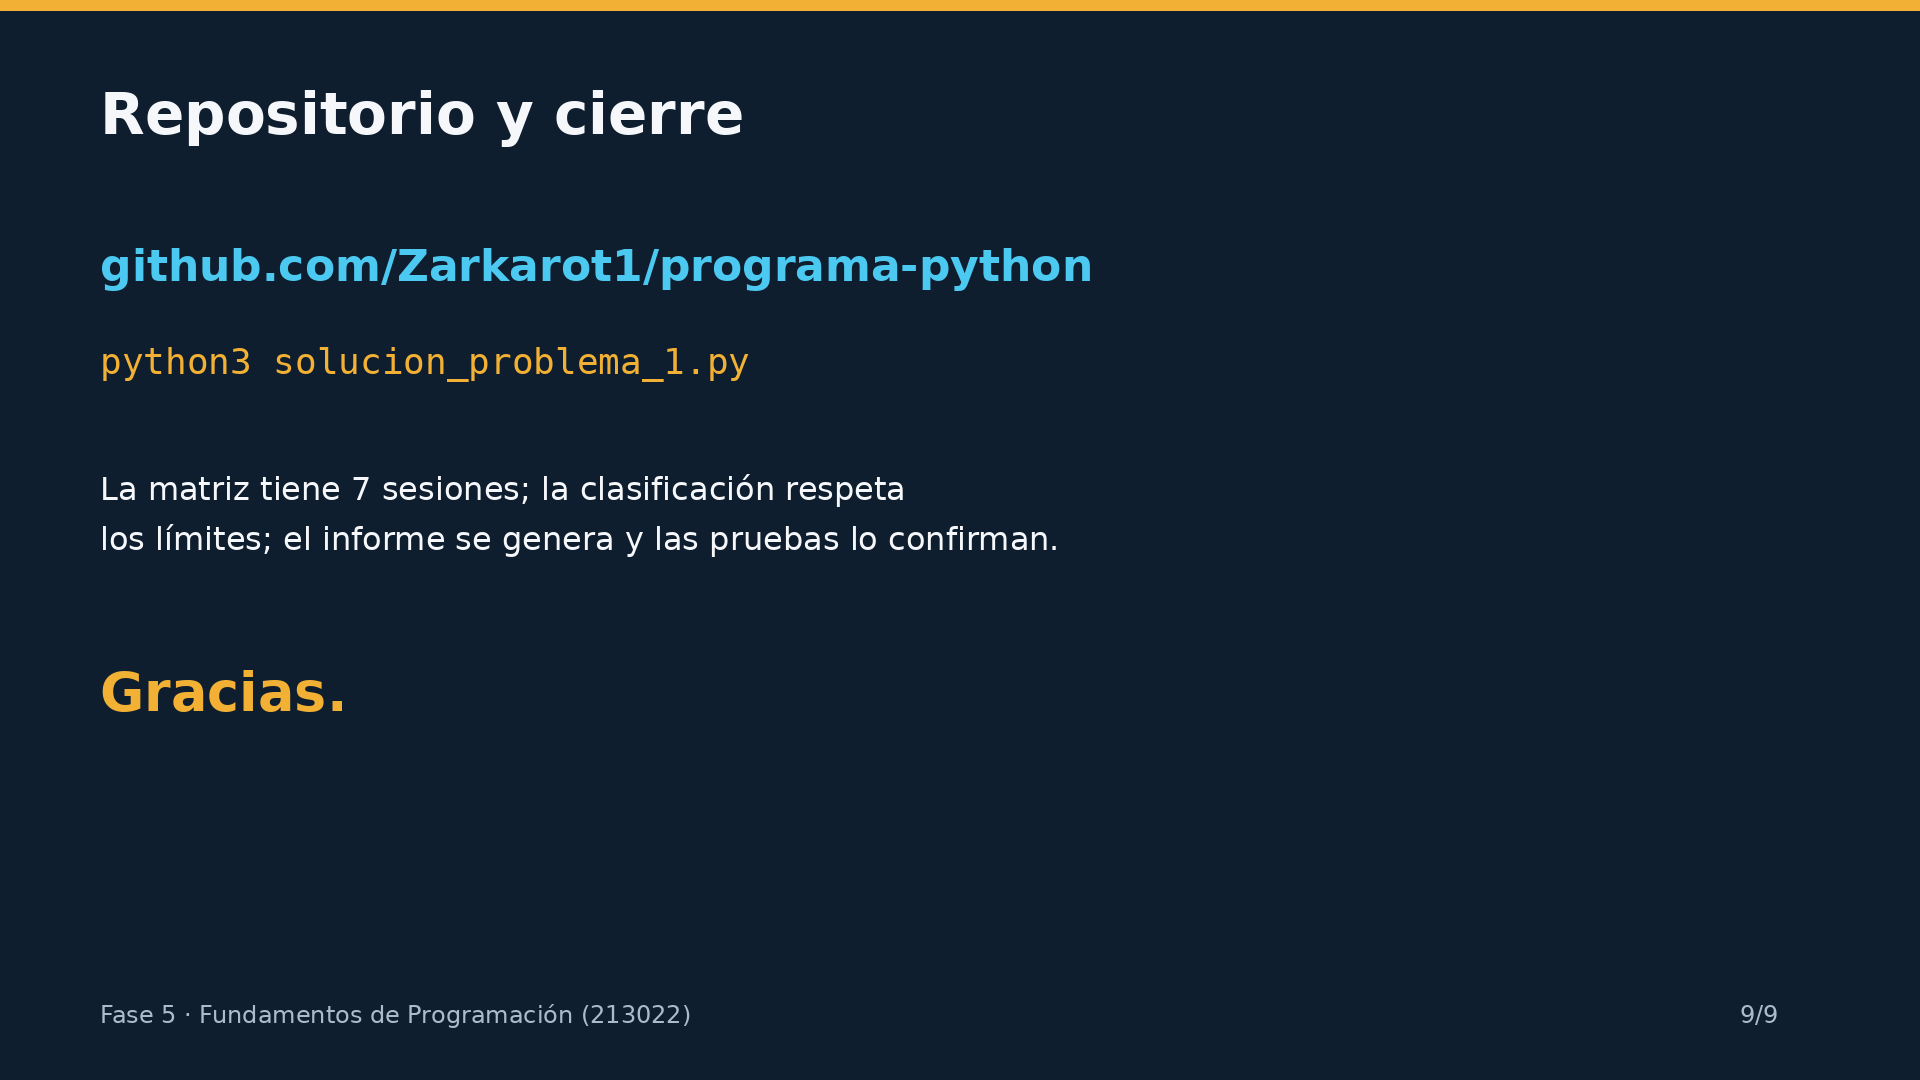 Repositorio y cierre
github.com/Zarkarot1/programa-python
python3 solucion_problema_1.py
La matriz tiene 7 sesiones; la clasificación respeta
los límites; el informe se genera y las pruebas lo confirman.
Gracias.
Fase 5 · Fundamentos de Programación (213022)
9/9